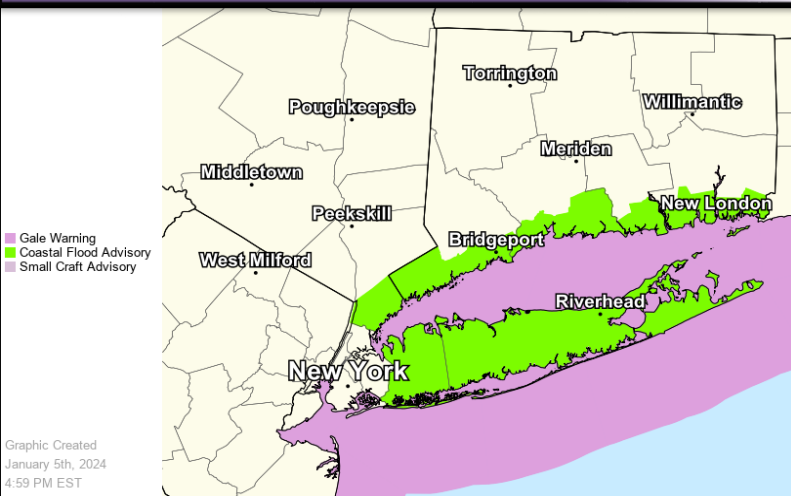 Torrington
Willimantic
Poughkeepsie
Meriden
Middletown
New London
Peekskill
Gale Warning
Bridgeport
Coastal Flood Advisory
West Milford
Small Craft Advisory
Riverhead
New York
Graphic Created
January 5th, 2024
4:59 PM EST